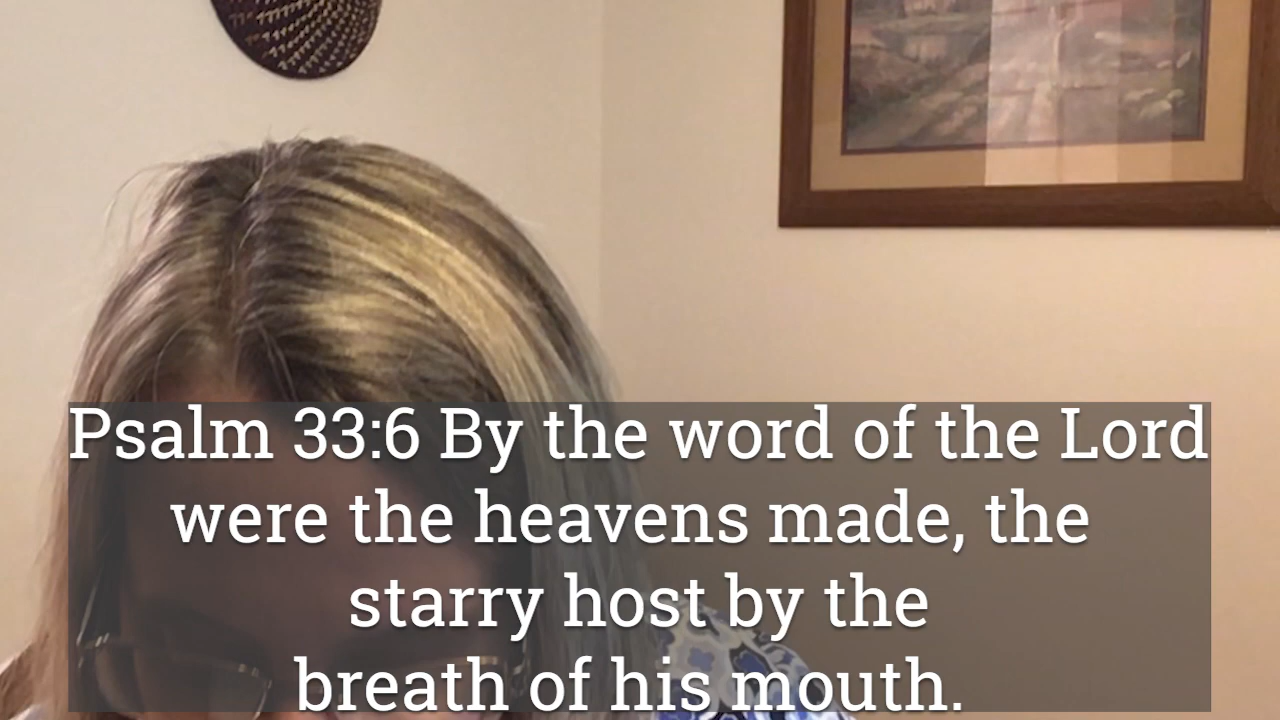 Psalm 33:6 By the word of the Lord
were the heavens made, the
starry host by the
breath of his mouth.